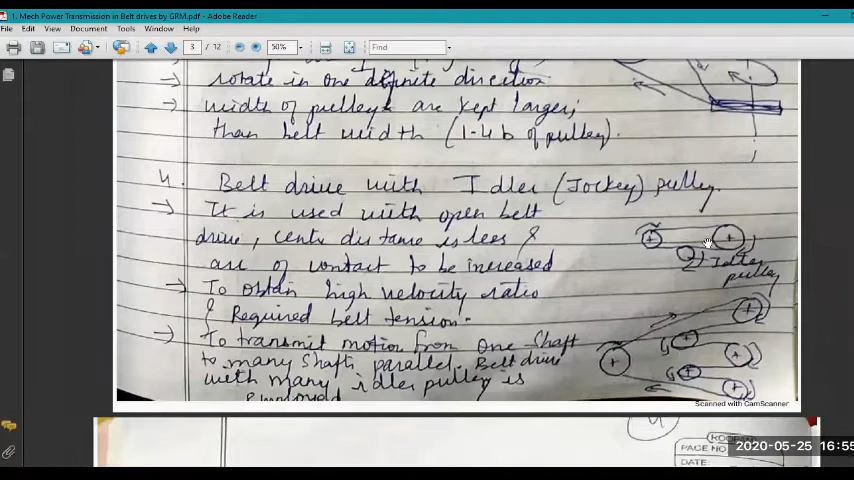 1. Mech Power Transmission in Belt drives by GRM.pdf - Adobe Reader
File Edit View Document Tools Window Help
3 / 12 50% Find
→ rotate in one definite direction
→ width of pulleys are kept larger,
than belt width (1-4 b of pulley).
4. Belt drive with Idler (Jockey) pulley.
→ It is used with open belt
drive, centr distance is lees &
arc of contact to be increased
Idler
pulley
→ To obtain high velocity ratio
& Required belt tension.
→ To transmit motion from one Shaft
to many Shafts parallel. Belt drive
with many idler pulley is
Employed
Scanned with CamScanner
4
PAGE NO
DATE:
2020-05-25 16:55